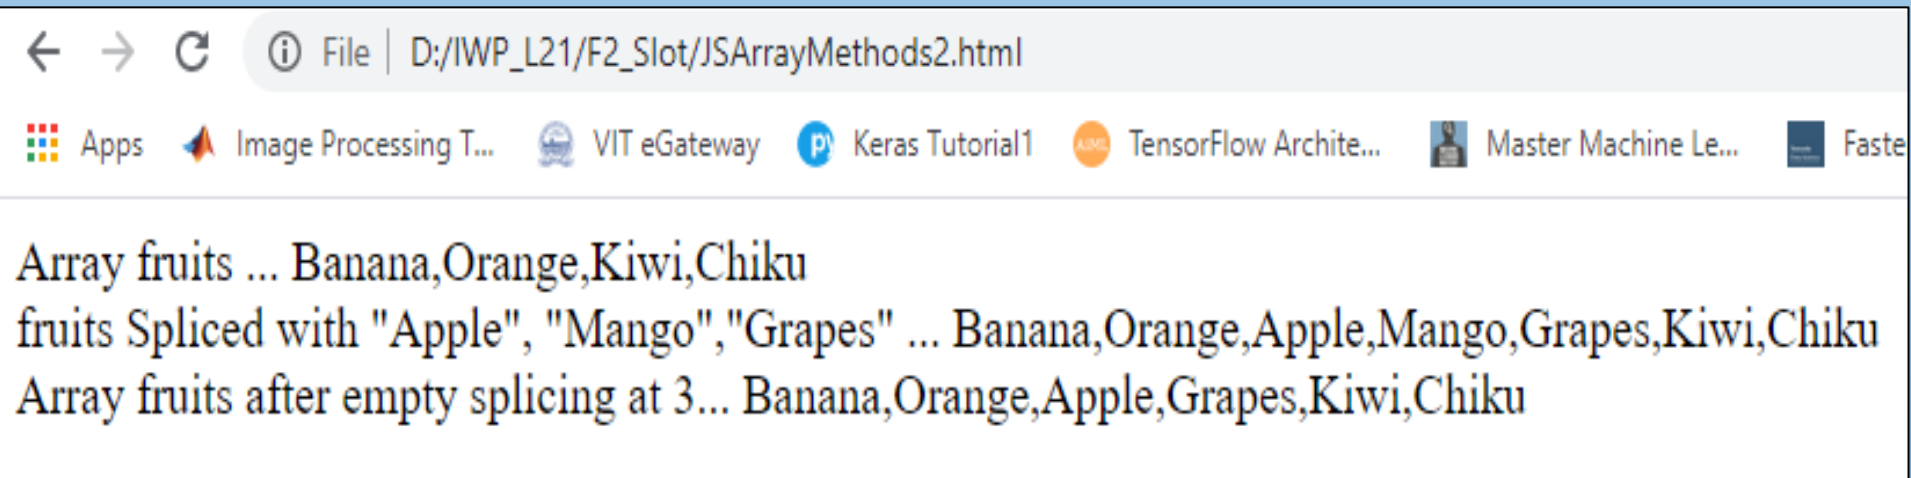 File D:/IWP_L21/F2_Slot/JSArrayMethods2.html
Apps Image Processing T... VIT eGateway Keras Tutorial1 TensorFlow Archite... Master Machine Le... Faste
Array fruits ... Banana,Orange,Kiwi,Chiku
fruits Spliced with "Apple", "Mango","Grapes" ... Banana,Orange,Apple,Mango,Grapes,Kiwi,Chiku
Array fruits after empty splicing at 3... Banana,Orange,Apple,Grapes,Kiwi,Chiku